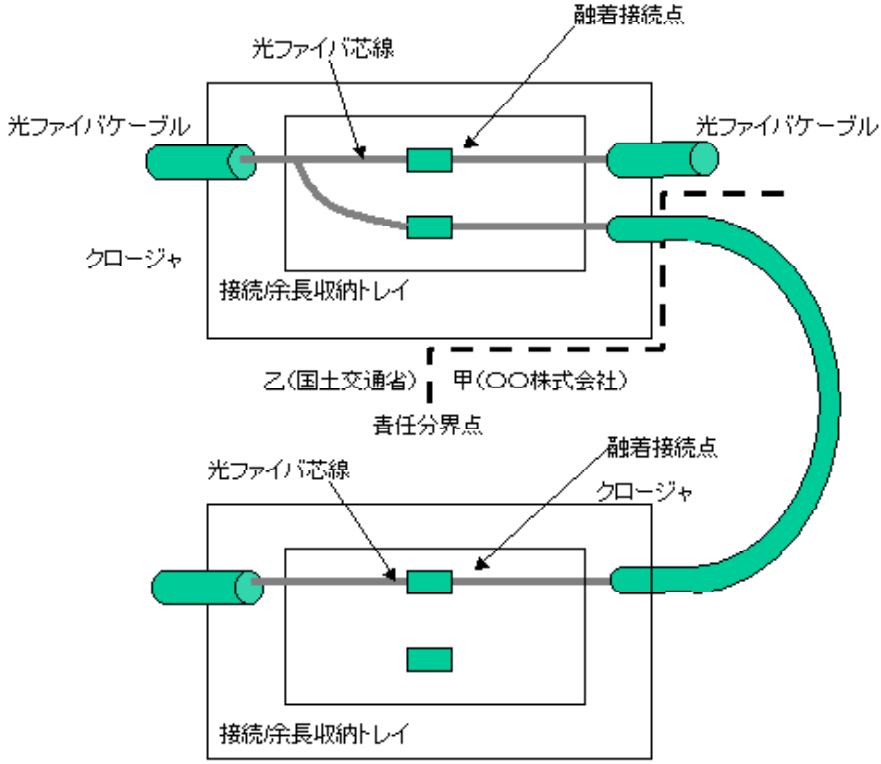 融着接続点
光ファイバ芯線
光ファイバケーブル
光ファイバケーブル
クロージャ
接続/余長収納トレイ
乙(国土交通省)
甲(〇〇株式会社)
責任分界点
融着接続点
光ファイバ芯線
クロージャ
接続/余長収納トレイ